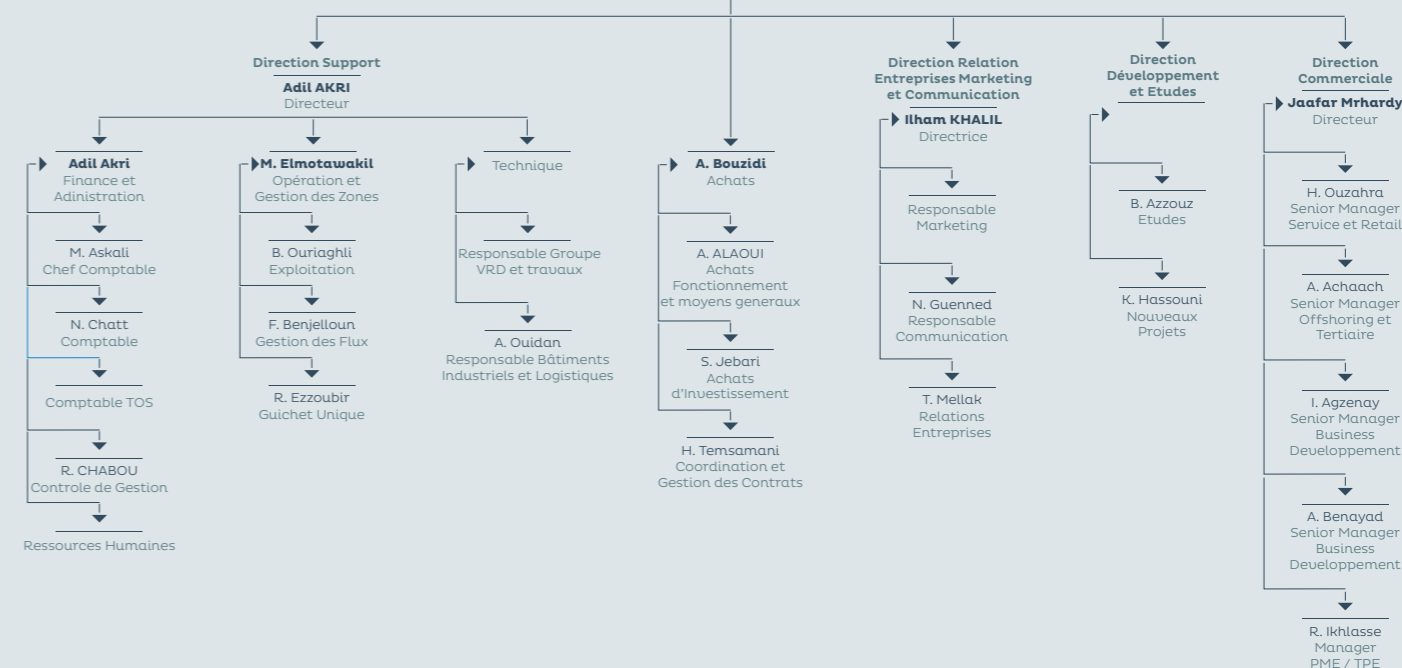 Direction Support
Adil AKRI
Directeur
Adil Akri
Finance et
Adinistration
M. Askali
Chef Comptable
N. Chatt
Comptable
Comptable TOS
R. CHABOU
Controle de Gestion
Ressources Humaines
M. Elmotawakil
Opération et
Gestion des Zones
B. Ouriaghli
Exploitation
F. Benjelloun
Gestion des Flux
R. Ezzoubir
Guichet Unique
Technique
Responsable Groupe
VRD et travaux
A. Ouidan
Responsable Bâtiments
Industriels et Logistiques
A. Bouzidi
Achats
A. ALAOUI
Achats
Fonctionnement
et moyens generaux
S. Jebari
Achats
d'Investissement
H. Temsamani
Coordination et
Gestion des Contrats
Direction Relation
Entreprises Marketing
et Communication
Ilham KHALIL
Directrice
Responsable
Marketing
N. Guenned
Responsable
Communication
T. Mellak
Relations
Entreprises
Direction
Développement
et Etudes
B. Azzouz
Etudes
K. Hassouni
Nouveaux
Projets
Direction
Commerciale
Jaafar Mrhardy
Directeur
H. Ouzahra
Senior Manager
Service et Retail
A. Achaach
Senior Manager
Offshoring et
Tertiaire
I. Agzenay
Senior Manager
Business
Developpement
A. Benayad
Senior Manager
Business
Developpement
R. Ikhlasse
Manager
PME / TPE